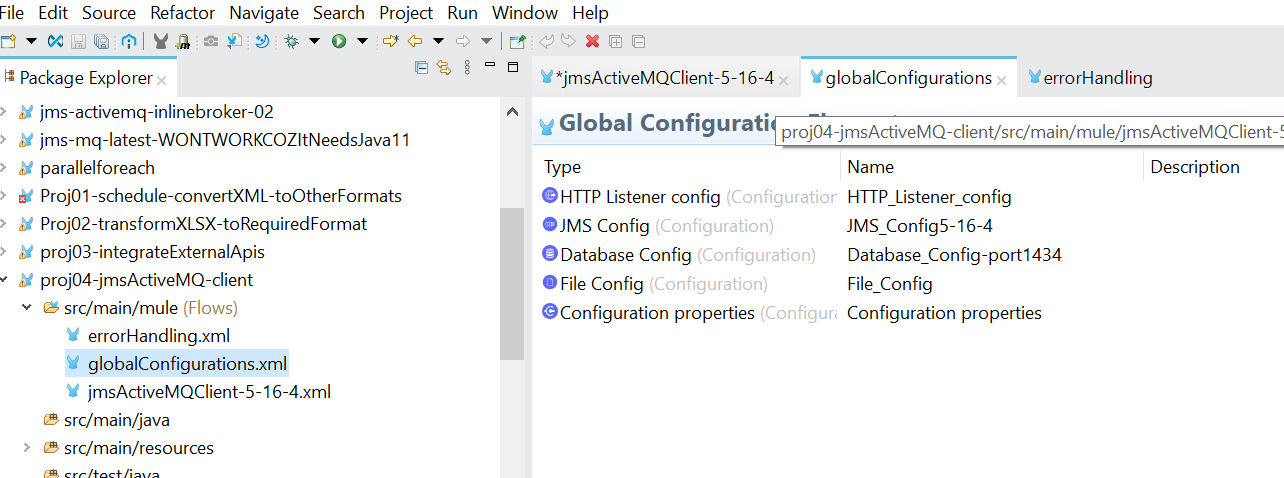 File Edit Source Refactor Navigate Search Project Run Window Help
Package Explorer
jms-activemq-inlinebroker-02
jms-mq-latest-WONTWORKCOZItNeedsJava11
parallelforeach
Proj01-schedule-convertXML-toOtherFormats
Proj02-transformXLSX-toRequiredFormat
proj03-integrateExternalApis
proj04-jmsActiveMQ-client
src/main/mule (Flows)
errorHandling.xml
globalConfigurations.xml
jmsActiveMQClient-5-16-4.xml
src/main/java
src/main/resources
src/test/java
*jmsActiveMQClient-5-16-4 globalConfigurations errorHandling
Global
proj04-jmsActiveMQ-client/src/main/mule/jmsActiveMQClient-5
Type Name Description
HTTP Listener config (Configuration HTTP_Listener_config
JMS Config (Configuration) JMS_Config5-16-4
Database Config (Configuration) Database_Config-port1434
File Config (Configuration) File_Config
Configuration properties (Configura Configuration properties